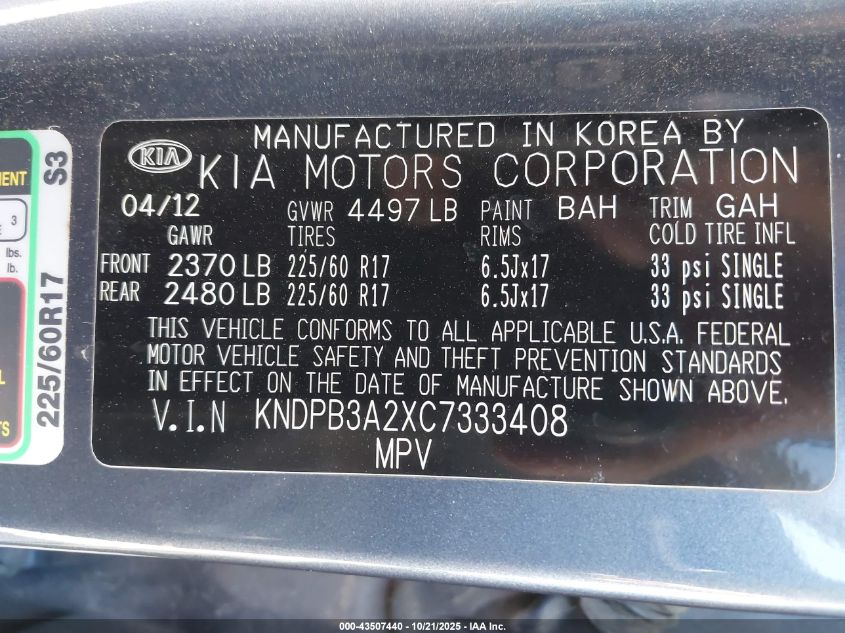 MANUFACTURED IN KOREA BY
KIA KIA MOTORS CORPORATION
04/12 GVWR 4497 LB PAINT BAH TRIM GAH
GAWR TIRES RIMS COLD TIRE INFL
FRONT 2370 LB 225/60 R17 6.5Jx17 33 psi SINGLE
REAR 2480 LB 225/60 R17 6.5Jx17 33 psi SINGLE
THIS VEHICLE CONFORMS TO ALL APPLICABLE U.S.A. FEDERAL
MOTOR VEHICLE SAFETY AND THEFT PREVENTION STANDARDS
IN EFFECT ON THE DATE OF MANUFACTURE SHOWN ABOVE.
V.I.N KNDPB3A2XC7333408
MPV
225/60R17 S3
3
lbs.
lb.
000-43507440 - 10/21/2025 - IAA Inc.